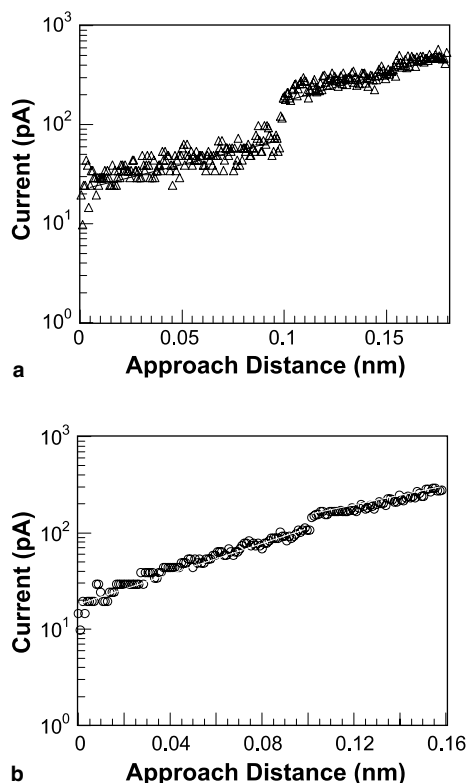 10³
10²
10¹
10⁰
Current (pA)
0 0.05 0.1 0.15
a Approach Distance (nm)
10³
10²
10¹
10⁰
Current (pA)
0 0.04 0.08 0.12 0.16
b Approach Distance (nm)